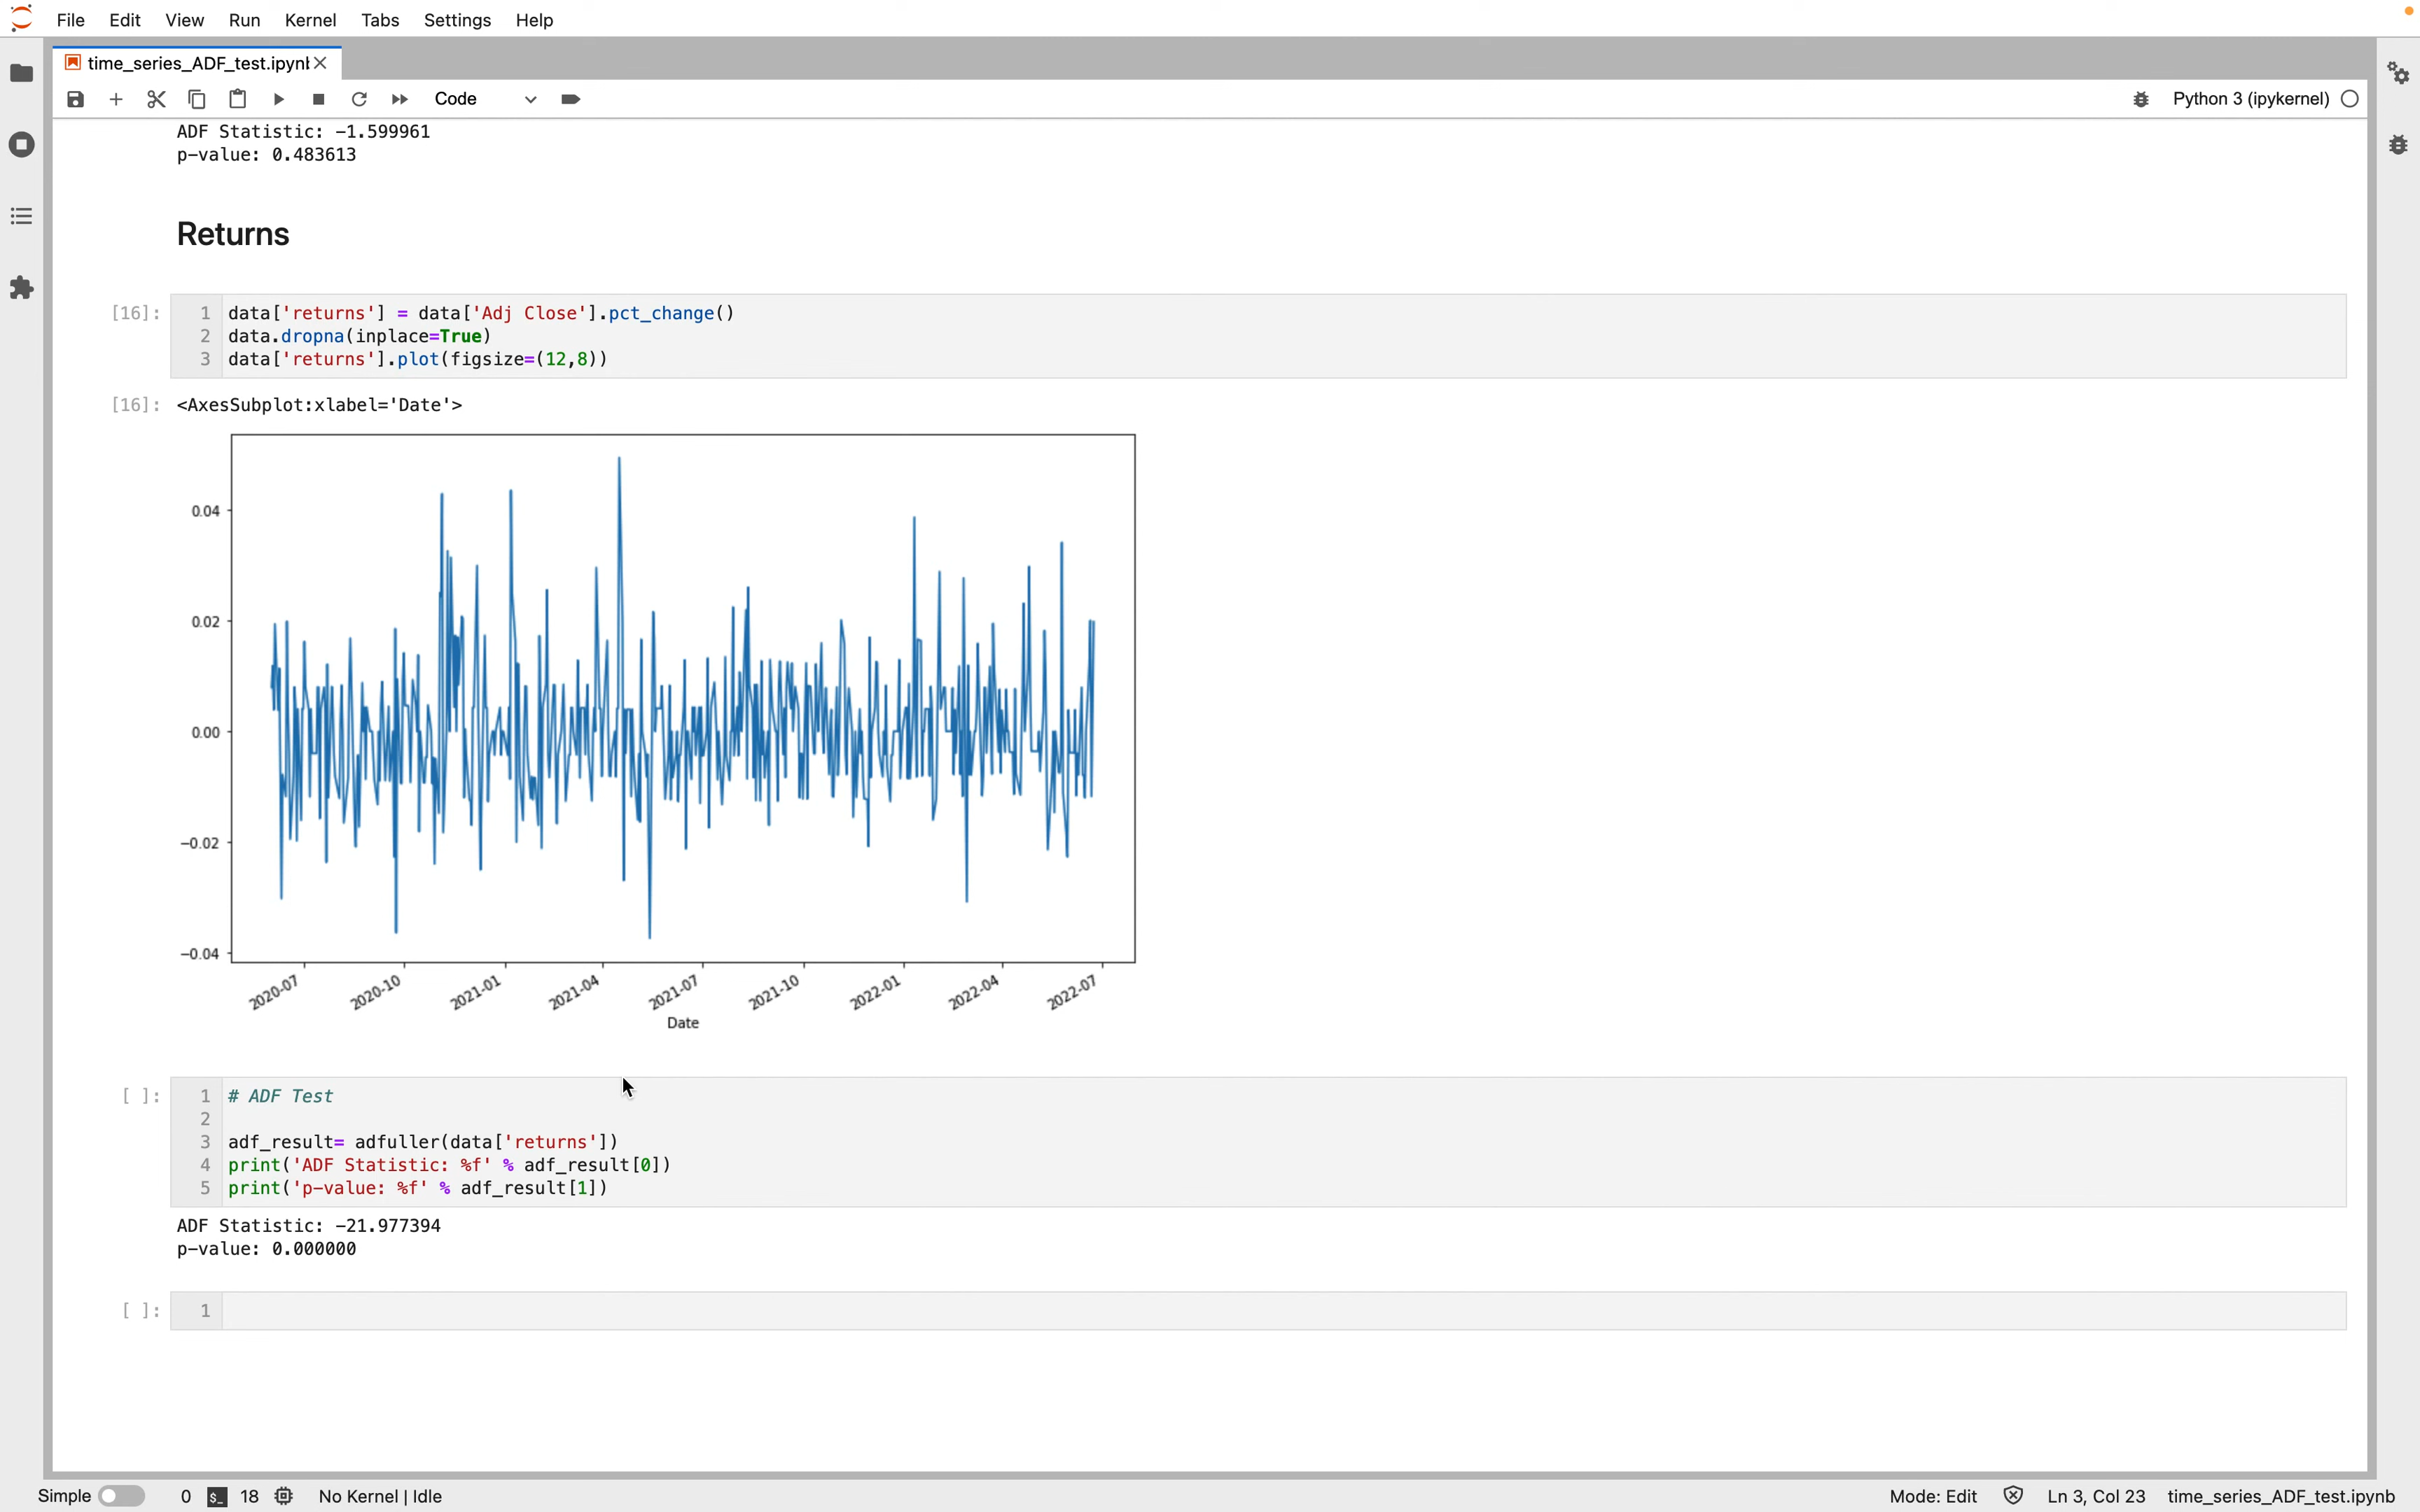 File Edit View Run Kernel Tabs Settings Help
time_series_ADF_test.ipynb
Code
Python 3 (ipykernel)
ADF Statistic: -1.599961
p-value: 0.483613
Returns
[16]:
1 data['returns'] = data['Adj Close'].pct_change()
2 data.dropna(inplace=True)
3 data['returns'].plot(figsize=(12,8))
[16]: <AxesSubplot:xlabel='Date'>
0.04
0.02
0.00
−0.02
−0.04
2020-07 2020-10 2021-01 2021-04 2021-07 2021-10 2022-01 2022-04 2022-07
Date
[ ]:
1 # ADF Test
2
3 adf_result= adfuller(data['returns'])
4 print('ADF Statistic: %f' % adf_result[0])
5 print('p-value: %f' % adf_result[1])
ADF Statistic: -21.977394
p-value: 0.000000
[ ]: 1
Simple 0 $_ 18 No Kernel | Idle Mode: Edit Ln 3, Col 23 time_series_ADF_test.ipynb